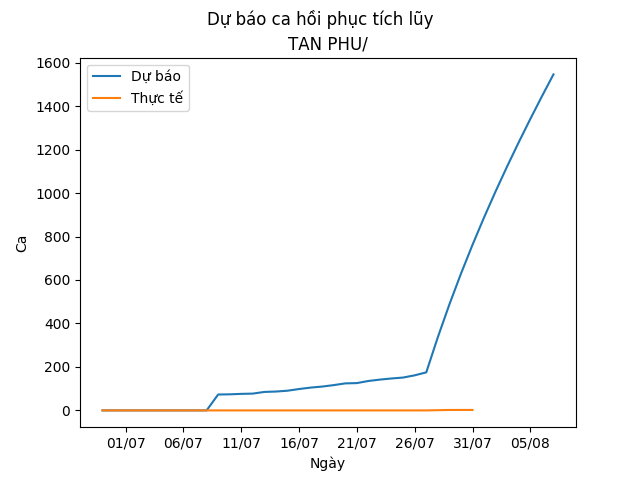 Dự báo ca hồi phục tích lũy
TAN PHU/
Dự báo
Thực tế
1600
1400
1200
1000
800
600
400
200
0
Ca
01/07 06/07 11/07 16/07 21/07 26/07 31/07 05/08
Ngày